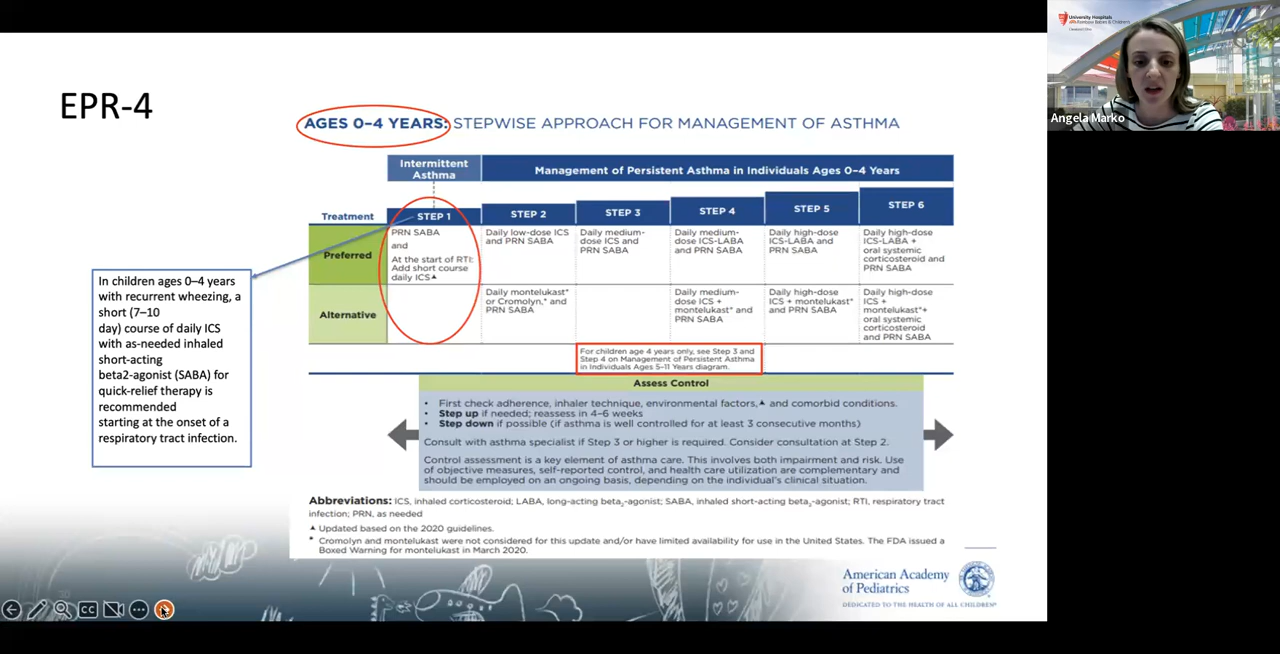 EPR-4
AGES 0–4 YEARS: STEPWISE APPROACH FOR MANAGEMENT OF ASTHMA
Intermittent
Asthma
Management of Persistent Asthma in Individuals Ages 0–4 Years
Treatment
STEP 1
STEP 2
STEP 3
STEP 4
STEP 5
STEP 6
Preferred
PRN SABA
and
At the start of RTI:
Add short course
daily ICS▲
Daily low-dose ICS
and PRN SABA
Daily medium-
dose ICS and
PRN SABA
Daily medium-
dose ICS-LABA
and PRN SABA
Daily high-dose
ICS-LABA and
PRN SABA
Daily high-dose
ICS-LABA +
oral systemic
corticosteroid and
PRN SABA
Alternative
Daily montelukast*
or Cromolyn,* and
PRN SABA
Daily medium-
dose ICS +
montelukast* and
PRN SABA
Daily high-dose
ICS + montelukast*
and PRN SABA
Daily high-dose
ICS +
montelukast*+
oral systemic
corticosteroid
and PRN SABA
For children age 4 years only, see Step 3 and
Step 4 on Management of Persistent Asthma
in Individuals Ages 5–11 Years diagram.
In children ages 0–4 years
with recurrent wheezing, a
short (7–10
day) course of daily ICS
with as-needed inhaled
short-acting
beta2-agonist (SABA) for
quick-relief therapy is
recommended
starting at the onset of a
respiratory tract infection.
Assess Control
• First check adherence, inhaler technique, environmental factors,▲ and comorbid conditions.
• Step up if needed; reassess in 4–6 weeks
• Step down if possible (if asthma is well controlled for at least 3 consecutive months)
Consult with asthma specialist if Step 3 or higher is required. Consider consultation at Step 2.
Control assessment is a key element of asthma care. This involves both impairment and risk. Use
of objective measures, self-reported control, and health care utilization are complementary and
should be employed on an ongoing basis, depending on the individual's clinical situation.
Abbreviations: ICS, inhaled corticosteroid; LABA, long-acting beta2-agonist; SABA, inhaled short-acting beta2-agonist; RTI, respiratory tract
infection; PRN, as needed
▲ Updated based on the 2020 guidelines.
* Cromolyn and montelukast were not considered for this update and/or have limited availability for use in the United States. The FDA issued a
Boxed Warning for montelukast in March 2020.
American Academy
of Pediatrics
DEDICATED TO THE HEALTH OF ALL CHILDREN®
CC
University Hospitals
Rainbow Babies & Children's
Angela Marko